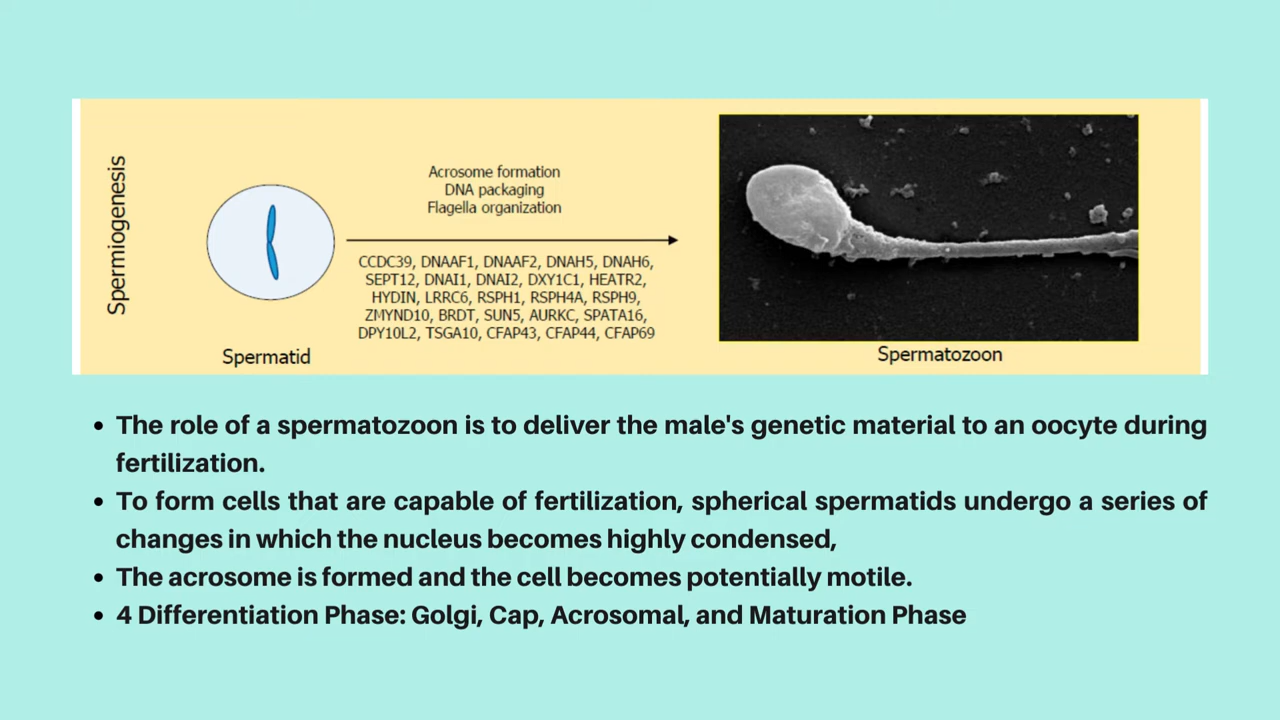 Spermiogenesis
Spermatid
Acrosome formation
DNA packaging
Flagella organization
CCDC39, DNAAF1, DNAAF2, DNAH5, DNAH6,
SEPT12, DNAI1, DNAI2, DXY1C1, HEATR2,
HYDIN, LRRC6, RSPH1, RSPH4A, RSPH9,
ZMYND10, BRDT, SUN5, AURKC, SPATA16,
DPY10L2, TSGA10, CFAP43, CFAP44, CFAP69
Spermatozoon
• The role of a spermatozoon is to deliver the male's genetic material to an oocyte during
fertilization.
• To form cells that are capable of fertilization, spherical spermatids undergo a series of
changes in which the nucleus becomes highly condensed,
• The acrosome is formed and the cell becomes potentially motile.
• 4 Differentiation Phase: Golgi, Cap, Acrosomal, and Maturation Phase